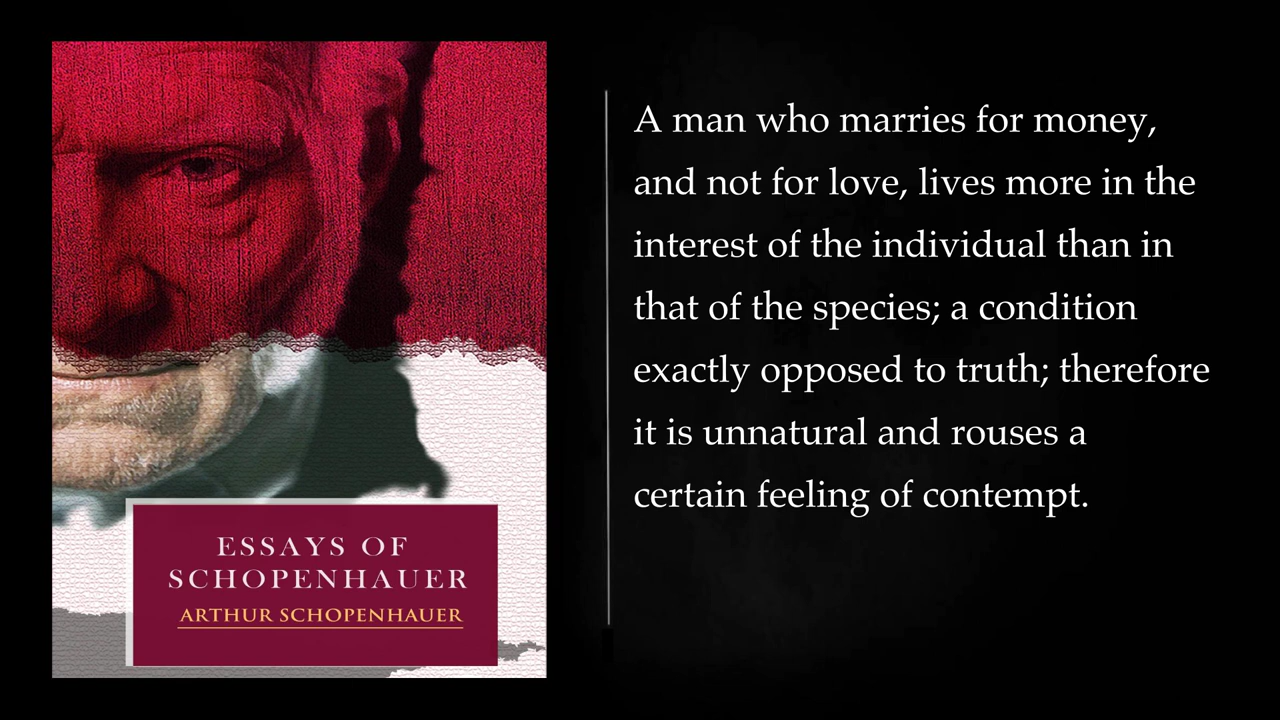 ESSAYS OF
SCHOPENHAUER
ARTHUR SCHOPENHAUER
A man who marries for money,
and not for love, lives more in the
interest of the individual than in
that of the species; a condition
exactly opposed to truth; therefore
it is unnatural and rouses a
certain feeling of contempt.